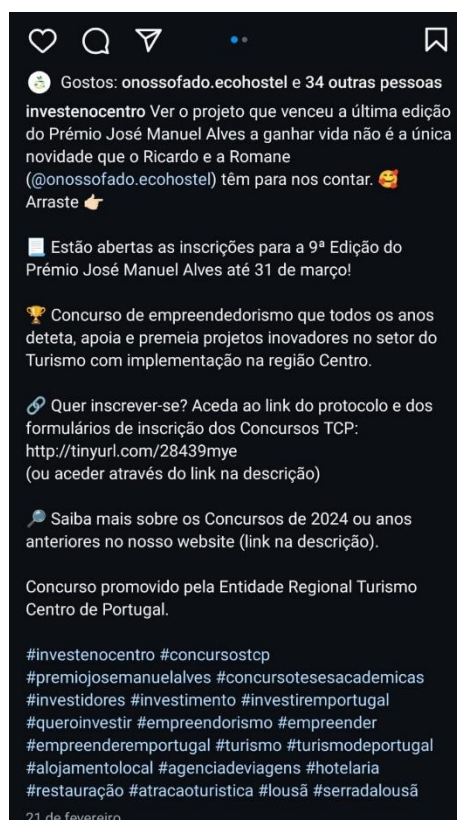 Gostos: onossofado.ecohostel e 34 outras pessoas
investenocentro Ver o projeto que venceu a última edição
do Prémio José Manuel Alves a ganhar vida não é a única
novidade que o Ricardo e a Romane
(@onossofado.ecohostel) têm para nos contar. 🥰
Arraste 👉🏻
📃 Estão abertas as inscrições para a 9ª Edição do
Prémio José Manuel Alves até 31 de março!
🏆 Concurso de empreendedorismo que todos os anos
deteta, apoia e premeia projetos inovadores no setor do
Turismo com implementação na região Centro.
🔗 Quer inscrever-se? Aceda ao link do protocolo e dos
formulários de inscrição dos Concursos TCP:
http://tinyurl.com/28439mye
(ou aceder através do link na descrição)
🔎 Saiba mais sobre os Concursos de 2024 ou anos
anteriores no nosso website (link na descrição).
Concurso promovido pela Entidade Regional Turismo
Centro de Portugal.
#investenocentro #concursostcp
#premiojosemanuelalves #concursotesesacademicas
#investidores #investimento #investiremportugal
#queroinvestir #empreendorismo #empreender
#empreenderemportugal #turismo #turismodeportugal
#alojamentolocal #agenciadeviagens #hotelaria
#restauração #atracaoturistica #lousã #serradalousã
21 de fevereiro